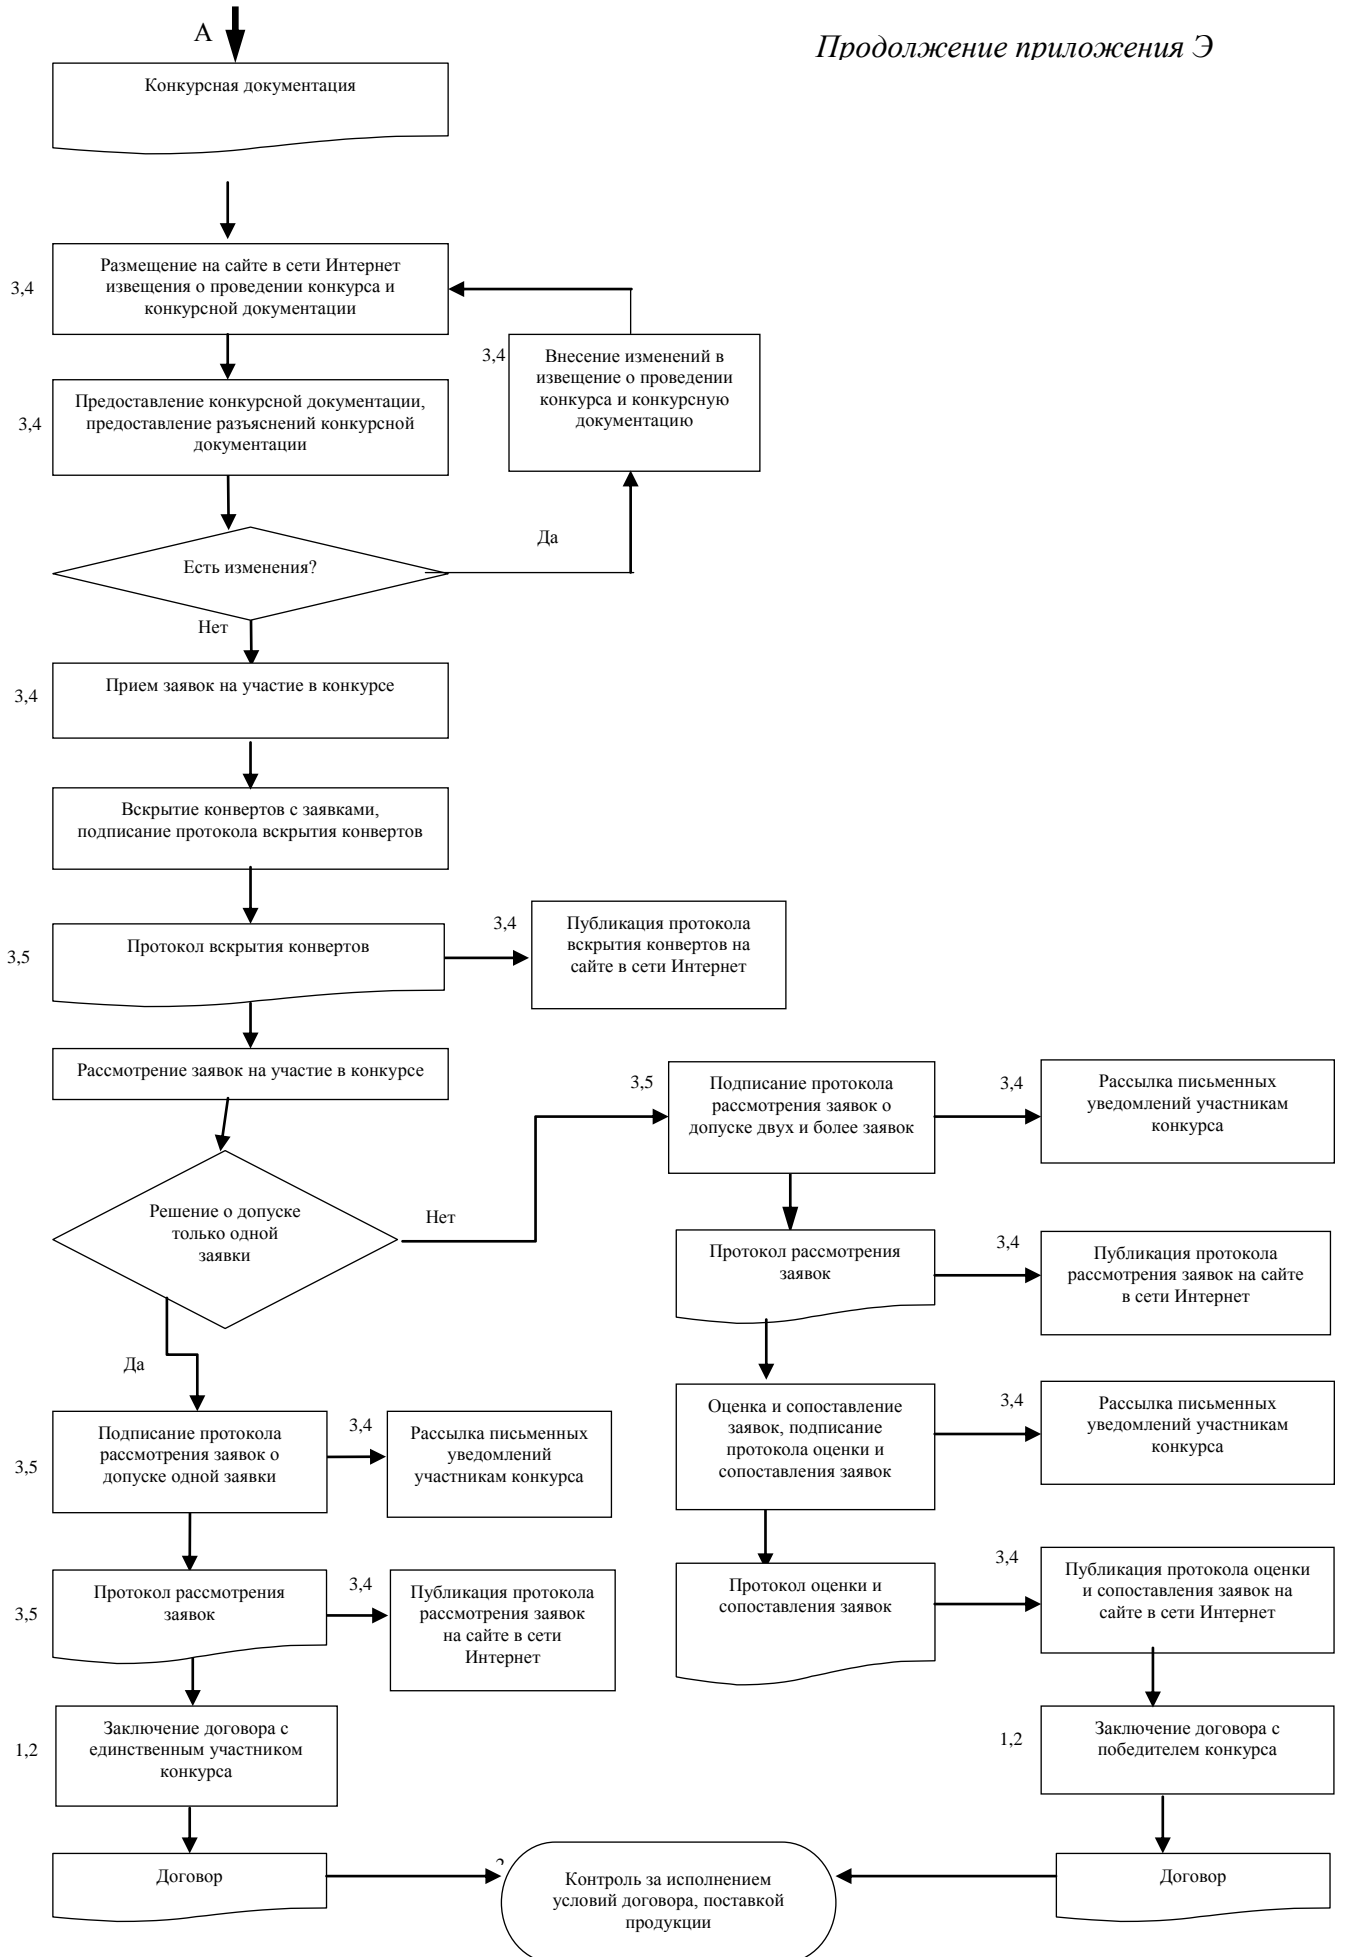 А
Продолжение приложения Э
Конкурсная документация
3,4
Размещение на сайте в сети Интернет
извещения о проведении конкурса и
конкурсной документации
3,4
Внесение изменений в
извещение о проведении
конкурса и конкурсную
документацию
3,4
Предоставление конкурсной документации,
предоставление разъяснений конкурсной
документации
Да
Есть изменения?
Нет
3,4
Прием заявок на участие в конкурсе
Вскрытие конвертов с заявками,
подписание протокола вскрытия конвертов
3,5
Протокол вскрытия конвертов
3,4
Публикация протокола
вскрытия конвертов на
сайте в сети Интернет
Рассмотрение заявок на участие в конкурсе
3,5
Подписание протокола
рассмотрения заявок о
допуске двух и более заявок
3,4
Рассылка письменных
уведомлений участникам
конкурса
Решение о допуске
только одной
заявки
Нет
Протокол рассмотрения
заявок
3,4
Публикация протокола
рассмотрения заявок на сайте
в сети Интернет
Да
Оценка и сопоставление
заявок, подписание
протокола оценки и
сопоставления заявок
3,4
Рассылка письменных
уведомлений участникам
конкурса
3,5
Подписание протокола
рассмотрения заявок о
допуске одной заявки
3,4
Рассылка письменных
уведомлений
участникам конкурса
Протокол оценки и
сопоставления заявок
3,4
Публикация протокола оценки
и сопоставления заявок на
сайте в сети Интернет
3,5
Протокол рассмотрения
заявок
3,4
Публикация протокола
рассмотрения заявок
на сайте в сети
Интернет
1,2
Заключение договора с
единственным участником
конкурса
1,2
Заключение договора с
победителем конкурса
Договор
Контроль за исполнением
условий договора, поставкой
продукции
Договор